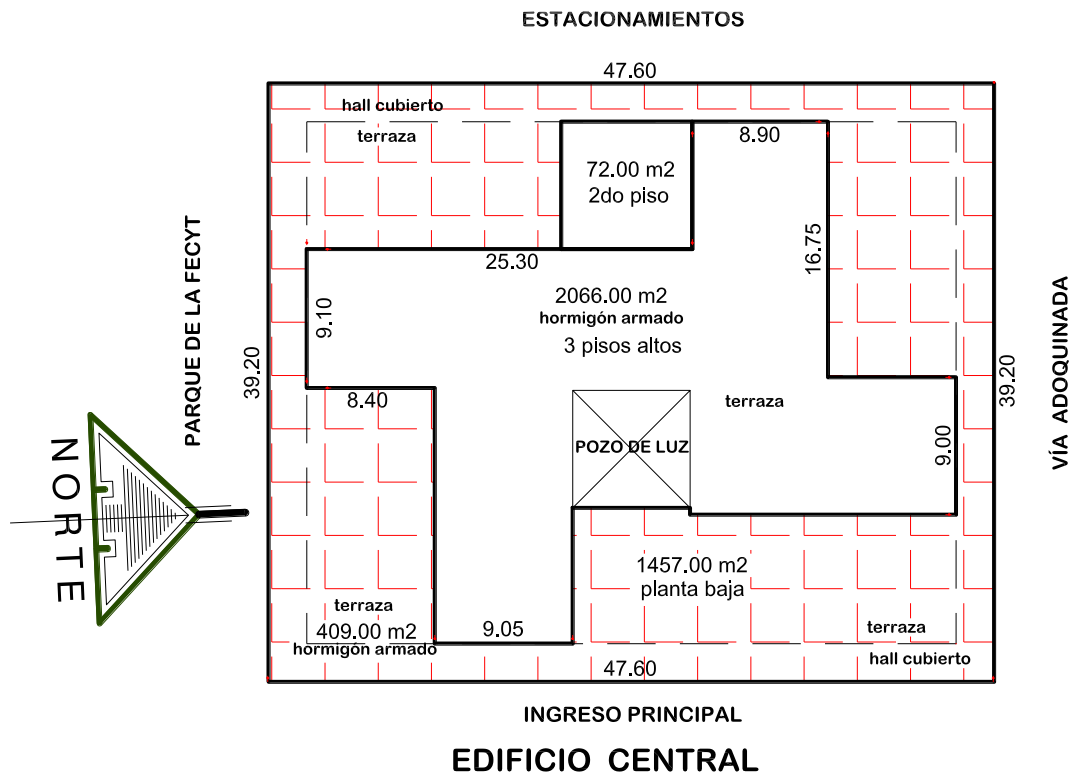 ESTACIONAMIENTOS
47.60
hall cubierto
terraza
8.90
72.00 m2
2do piso
PARQUE DE LA FECYT
39.20
25.30
16.75
9.10
2066.00 m2
hormigón armado
3 pisos altos
8.40
terraza
39.20
VÍA ADOQUINADA
POZO DE LUZ
9.00
NORTE
1457.00 m2
planta baja
terraza
409.00 m2
hormigón armado
9.05
terraza
hall cubierto
47.60
INGRESO PRINCIPAL
EDIFICIO CENTRAL